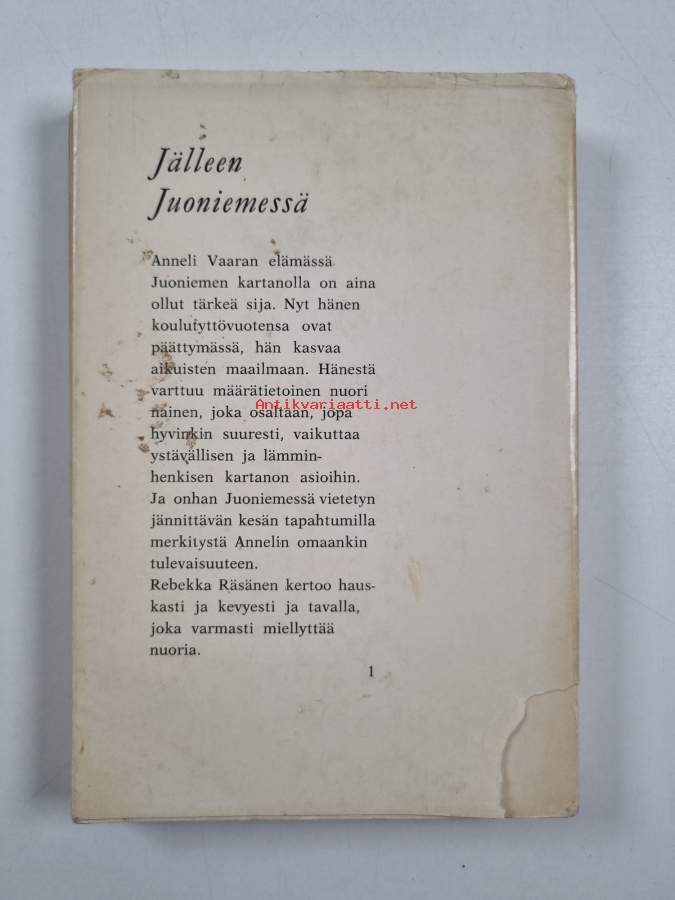 Jälleen
Juoniemessä
Anneli Vaaran elämässä
Juoniemen kartanolla on aina
ollut tärkeä sija. Nyt hänen
koulutyttövuotensa ovat
päättymässä, hän kasvaa
aikuisten maailmaan. Hänestä
varttuu määrätietoinen nuori
nainen, joka osaltaan, jopa
Antikvariaatti.net
hyvinkin suuresti, vaikuttaa
ystävällisen ja lämmin-
henkisen kartanon asioihin.
Ja onhan Juoniemessä vietetyn
jännittävän kesän tapahtumilla
merkitystä Annelin omaankin
tulevaisuuteen.
Rebekka Räsänen kertoo haus-
kasti ja kevyesti ja tavalla,
joka varmasti miellyttää
nuoria.
1